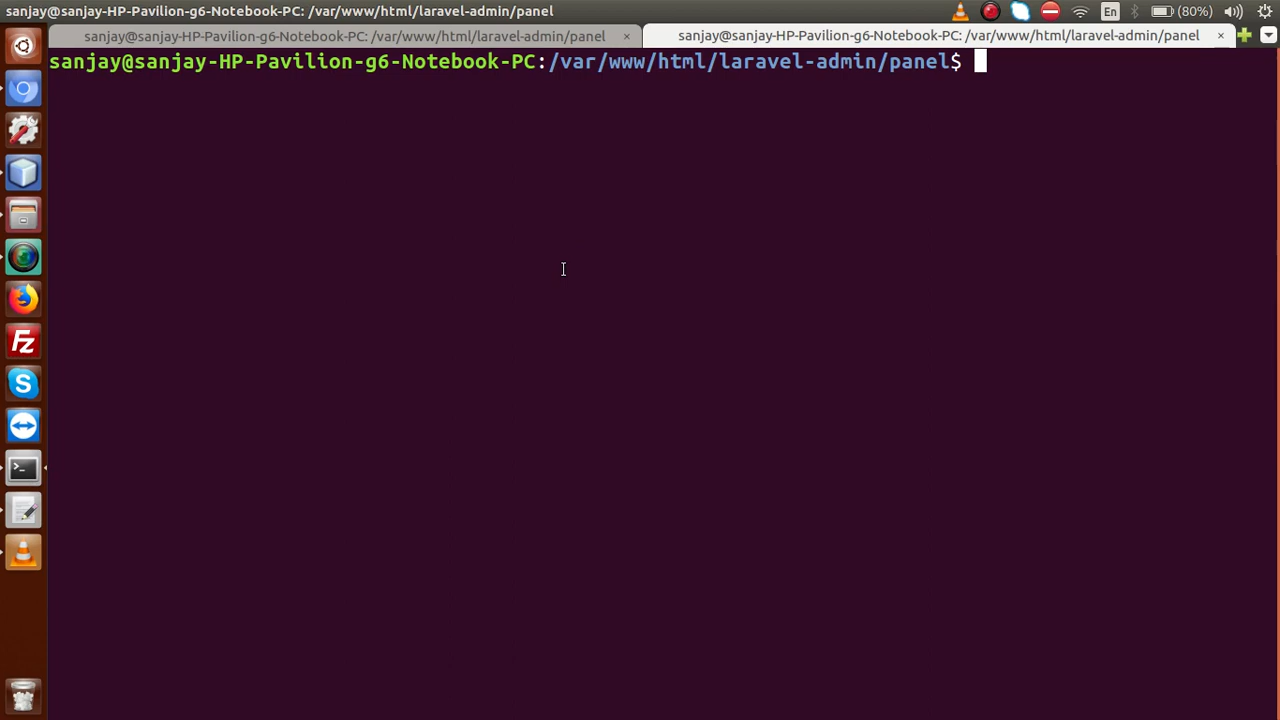 sanjay@sanjay-HP-Pavilion-g6-Notebook-PC: /var/www/html/laravel-admin/panel
En
(80%)
sanjay@sanjay-HP-Pavilion-g6-Notebook-PC: /var/www/html/laravel-admin/panel ×
sanjay@sanjay-HP-Pavilion-g6-Notebook-PC: /var/www/html/laravel-admin/panel ×
sanjay@sanjay-HP-Pavilion-g6-Notebook-PC:/var/www/html/laravel-admin/panel$
Fz
S
>_